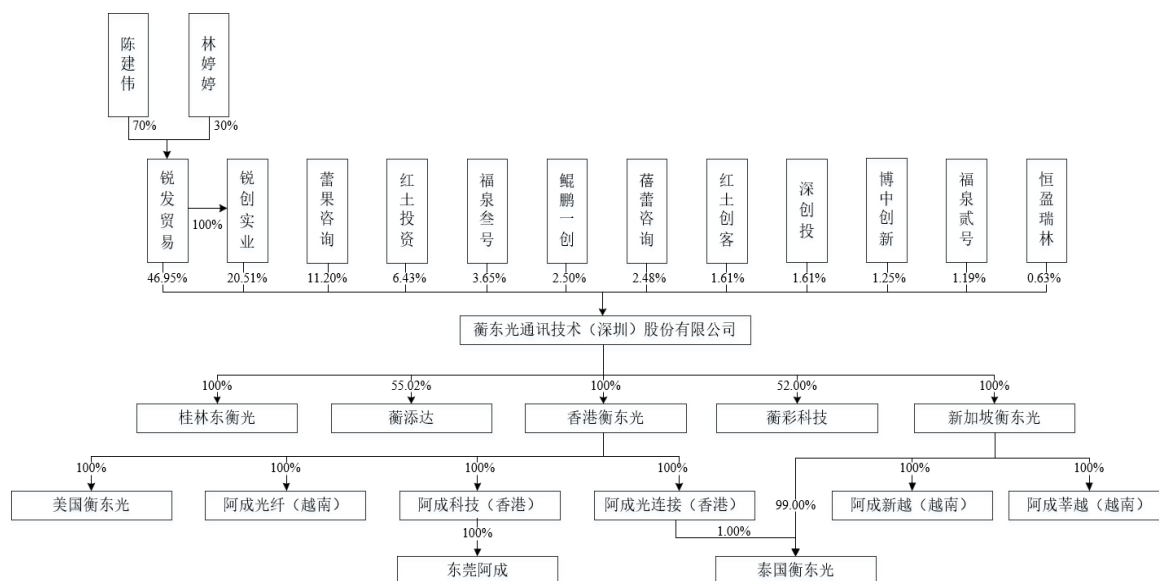 陈建伟
林婷婷
70%
30%
锐发贸易
锐创实业
蕾果咨询
红土投资
福泉叁号
鲲鹏一创
蓓蕾咨询
红土创客
深创投
博中创新
福泉贰号
恒盈瑞林
100%
46.95%
20.51%
11.20%
6.43%
3.65%
2.50%
2.48%
1.61%
1.61%
1.25%
1.19%
0.63%
蘅东光通讯技术（深圳）股份有限公司
100%
55.02%
100%
52.00%
100%
桂林东衡光
蘅添达
香港衡东光
蘅彩科技
新加坡衡东光
100%
100%
100%
100%
100%
100%
美国衡东光
阿成光纤（越南）
阿成科技（香港）
阿成光连接（香港）
99.00%
阿成新越（越南）
阿成莘越（越南）
100%
1.00%
东莞阿成
泰国衡东光